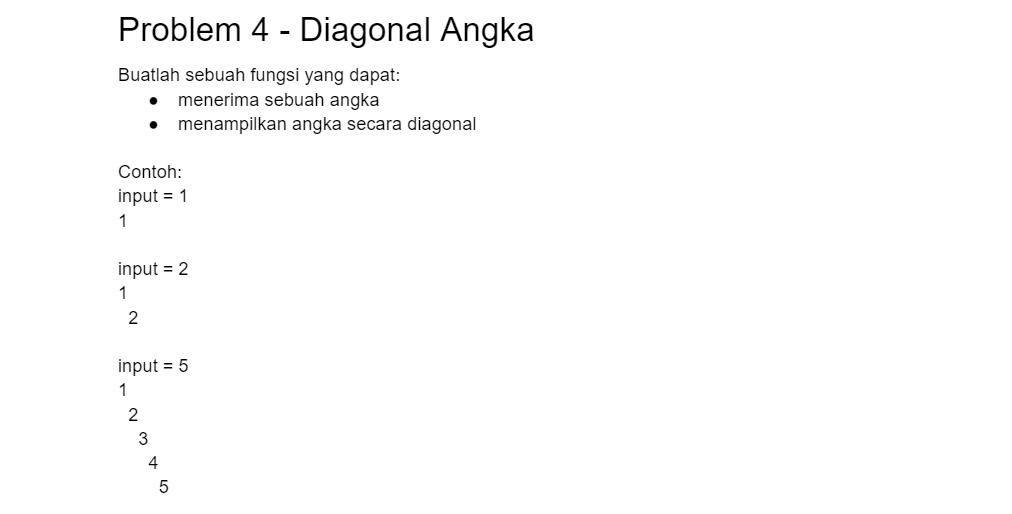 Problem 4 - Diagonal Angka
Buatlah sebuah fungsi yang dapat:
● menerima sebuah angka
● menampilkan angka secara diagonal
Contoh:
input = 1
1
input = 2
1
  2
input = 5
1
  2
    3
      4
        5